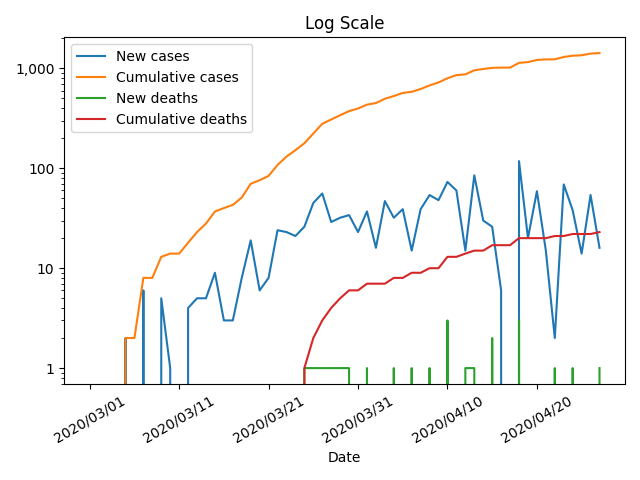 Log Scale
New cases
Cumulative cases
New deaths
Cumulative deaths
1,000
100
10
1
2020/03/01
2020/03/11
2020/03/21
2020/03/31
2020/04/10
2020/04/20
Date